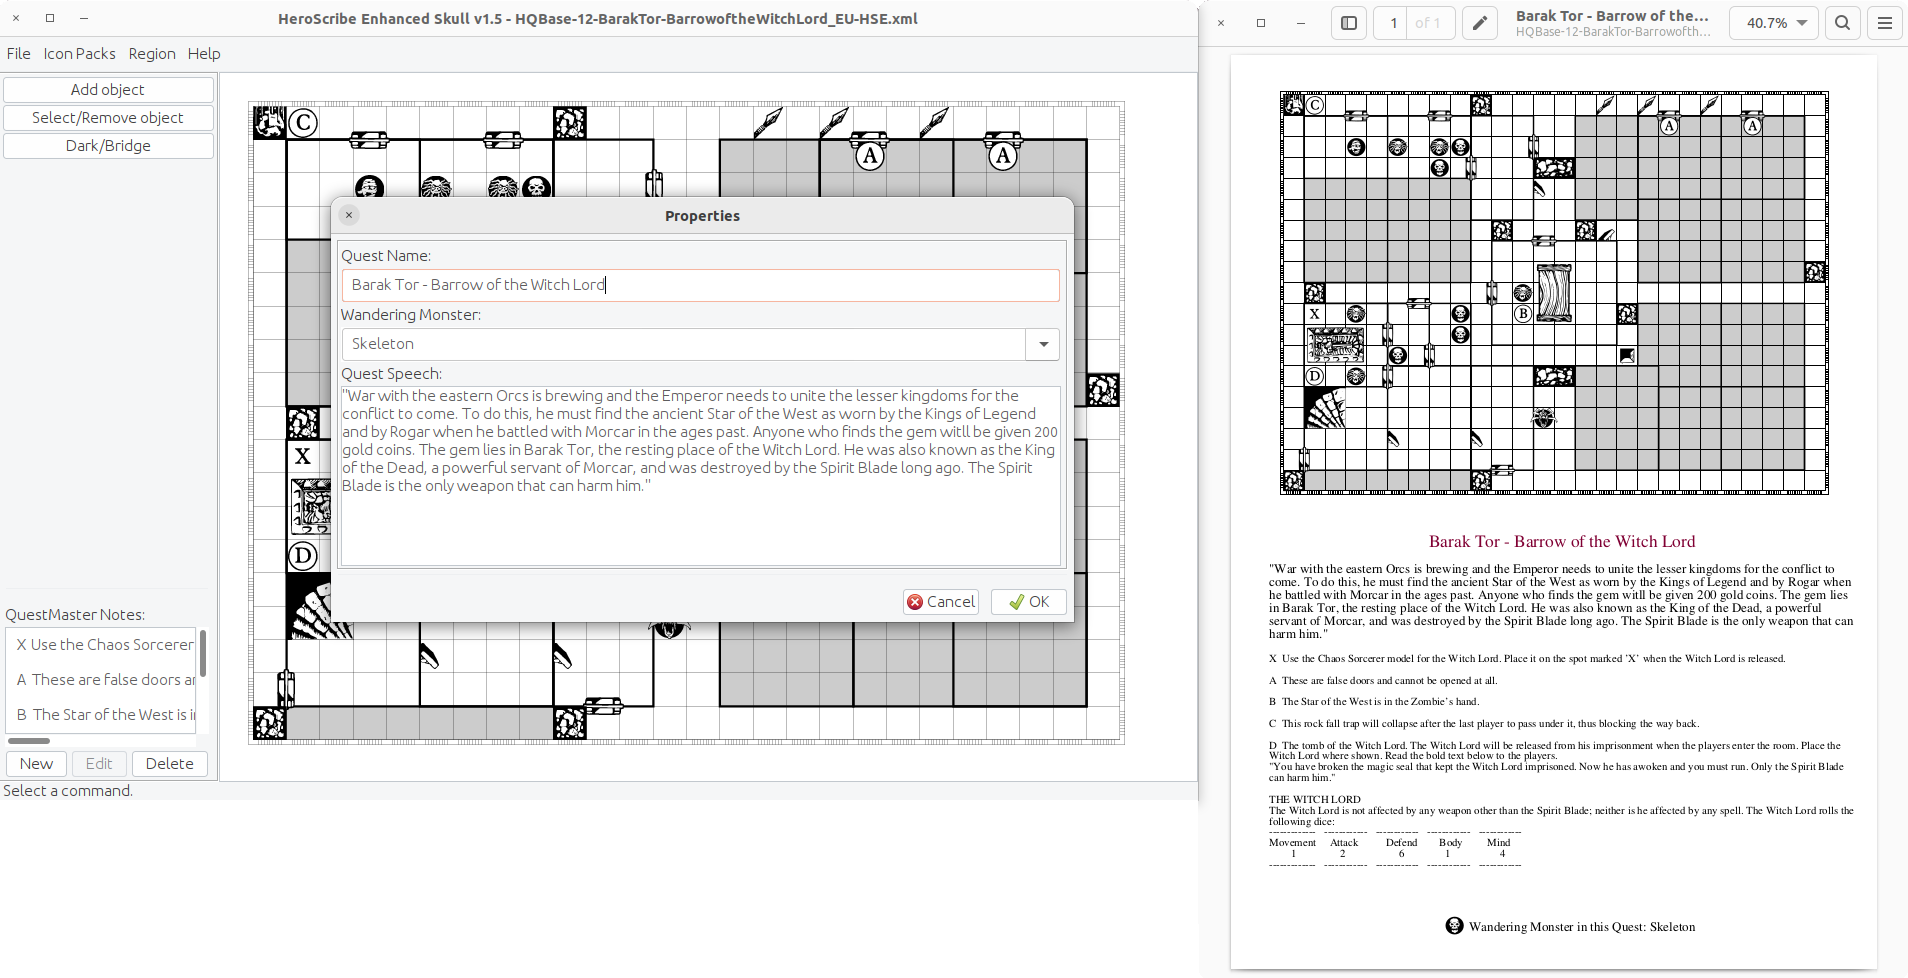 HeroScribe Enhanced Skull v1.5 - HQBase-12-BarakTor-BarrowoftheWitchLord_EU-HSE.xml
File Icon Packs Region Help
Add object
Select/Remove object
Dark/Bridge
C
A A
X
D
Properties
Quest Name:
Barak Tor - Barrow of the Witch Lord
Wandering Monster:
Skeleton
Quest Speech:
"War with the eastern Orcs is brewing and the Emperor needs to unite the lesser kingdoms for the
conflict to come. To do this, he must find the ancient Star of the West as worn by the Kings of Legend
and by Rogar when he battled with Morcar in the ages past. Anyone who finds the gem witll be given 200
gold coins. The gem lies in Barak Tor, the resting place of the Witch Lord. He was also known as the King
of the Dead, a powerful servant of Morcar, and was destroyed by the Spirit Blade long ago. The Spirit
Blade is the only weapon that can harm him."
Cancel OK
QuestMaster Notes:
X Use the Chaos Sorcerer
A These are false doors ar
B The Star of the West is i
New Edit Delete
Select a command.
1 of 1
Barak Tor - Barrow of the...
HQBase-12-BarakTor-Barrowofth...
40.7%
C
A A
X
B
D
Barak Tor - Barrow of the Witch Lord
"War with the eastern Orcs is brewing and the Emperor needs to unite the lesser kingdoms for the conflict to
come. To do this, he must find the ancient Star of the West as worn by the Kings of Legend and by Rogar when
he battled with Morcar in the ages past. Anyone who finds the gem witll be given 200 gold coins. The gem lies
in Barak Tor, the resting place of the Witch Lord. He was also known as the King of the Dead, a powerful
servant of Morcar, and was destroyed by the Spirit Blade long ago. The Spirit Blade is the only weapon that can
harm him."
X Use the Chaos Sorcerer model for the Witch Lord. Place it on the spot marked 'X' when the Witch Lord is released.
A These are false doors and cannot be opened at all.
B The Star of the West is in the Zombie's hand.
C This rock fall trap will collapse after the last player to pass under it, thus blocking the way back.
D The tomb of the Witch Lord. The Witch Lord will be released from his imprisonment when the players enter the room. Place the
Witch Lord where shown. Read the bold text below to the players.
"You have broken the magic seal that kept the Witch Lord imprisoned. Now he has awoken and you must run. Only the Spirit Blade
can harm him."
THE WITCH LORD
The Witch Lord is not affected by any weapon other than the Spirit Blade; neither is he affected by any spell. The Witch Lord rolls the
following dice:
Movement Attack Defend Body Mind
1 2 6 1 4
Wandering Monster in this Quest: Skeleton